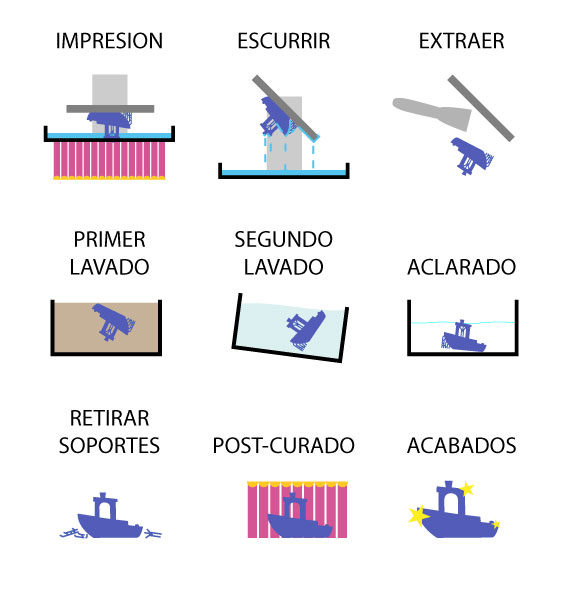 IMPRESION
ESCURRIR
EXTRAER
PRIMER
LAVADO
SEGUNDO
LAVADO
ACLARADO
RETIRAR
SOPORTES
POST-CURADO
ACABADOS